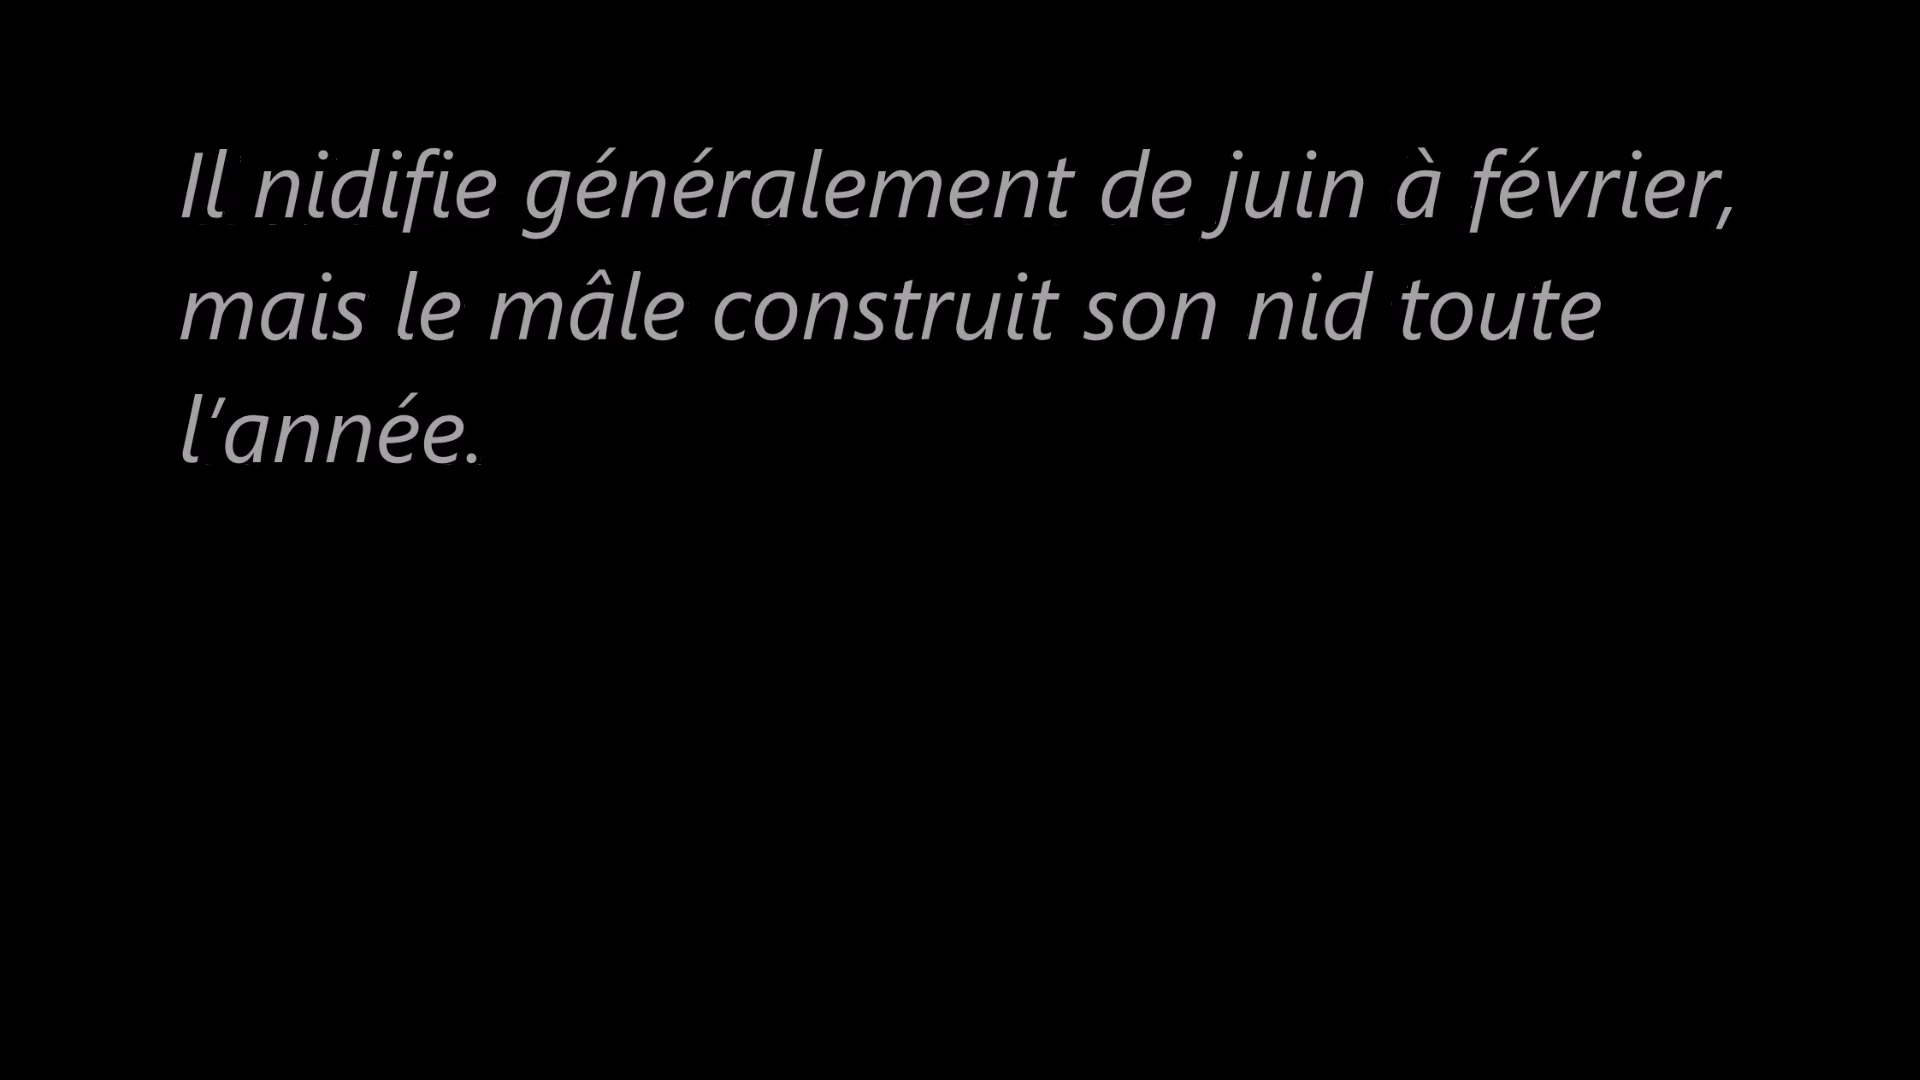 Il nidifie généralement de juin à février,
mais le mâle construit son nid toute
l'année.